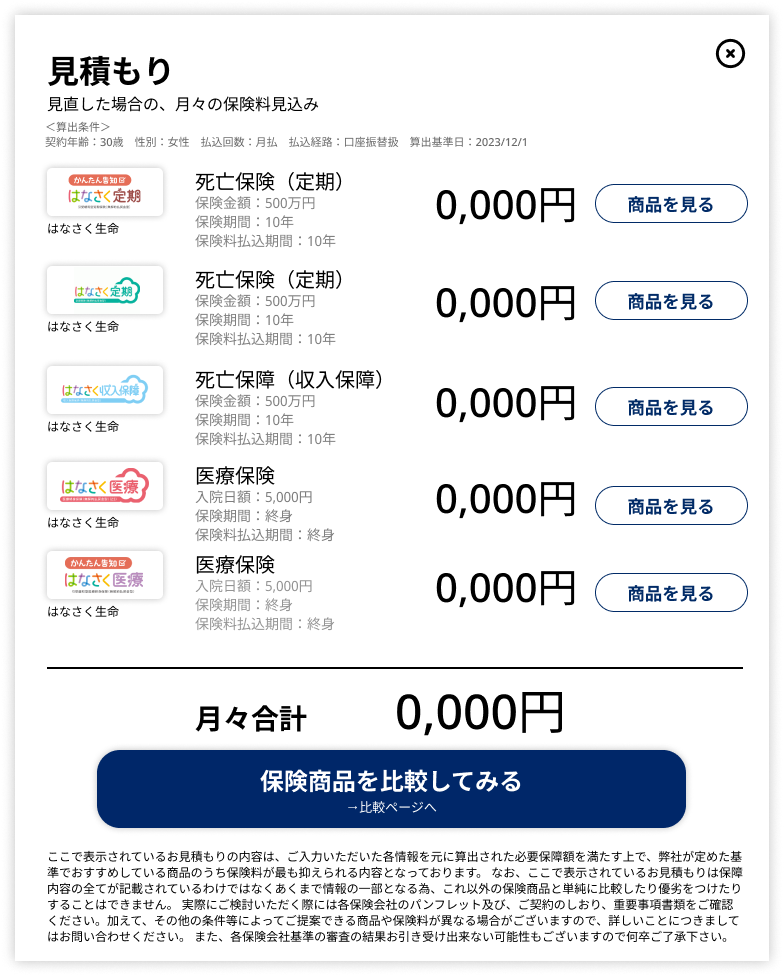 見積もり
見直した場合の、月々の保険料見込み
＜算出条件＞
契約年齢：30歳　性別：女性　払込回数：月払　払込経路：口座振替扱　算出基準日：2023/12/1
かんたん告知
はなさく定期
はなさく生命
死亡保険（定期）
保険金額：500万円
保険期間：10年
保険料払込期間：10年
0,000円
商品を見る
はなさく定期
はなさく生命
死亡保険（定期）
保険金額：500万円
保険期間：10年
保険料払込期間：10年
0,000円
商品を見る
はなさく収入保障
はなさく生命
死亡保障（収入保障）
保険金額：500万円
保険期間：10年
保険料払込期間：10年
0,000円
商品を見る
はなさく医療
はなさく生命
医療保険
入院日額：5,000円
保険期間：終身
保険料払込期間：終身
0,000円
商品を見る
かんたん告知
はなさく医療
はなさく生命
医療保険
入院日額：5,000円
保険期間：終身
保険料払込期間：終身
0,000円
商品を見る
月々合計
0,000円
保険商品を比較してみる
→比較ページへ
ここで表示されているお見積もりの内容は、ご入力いただいた各情報を元に算出された必要保障額を満たす上で、弊社が定めた基
準でおすすめしている商品のうち保険料が最も抑えられる内容となっております。 なお、ここで表示されているお見積もりは保障
内容の全てが記載されているわけではなくあくまで情報の一部となる為、これ以外の保険商品と単純に比較したり優劣をつけたり
することはできません。 実際にご検討いただく際には各保険会社のパンフレット及び、ご契約のしおり、重要事項書類をご確認
ください。加えて、その他の条件等によってご提案できる商品や保険料が異なる場合がございますので、詳しいことにつきまして
はお問い合わせください。 また、各保険会社基準の審査の結果お引き受け出来ない可能性もございますので何卒ご了承下さい。